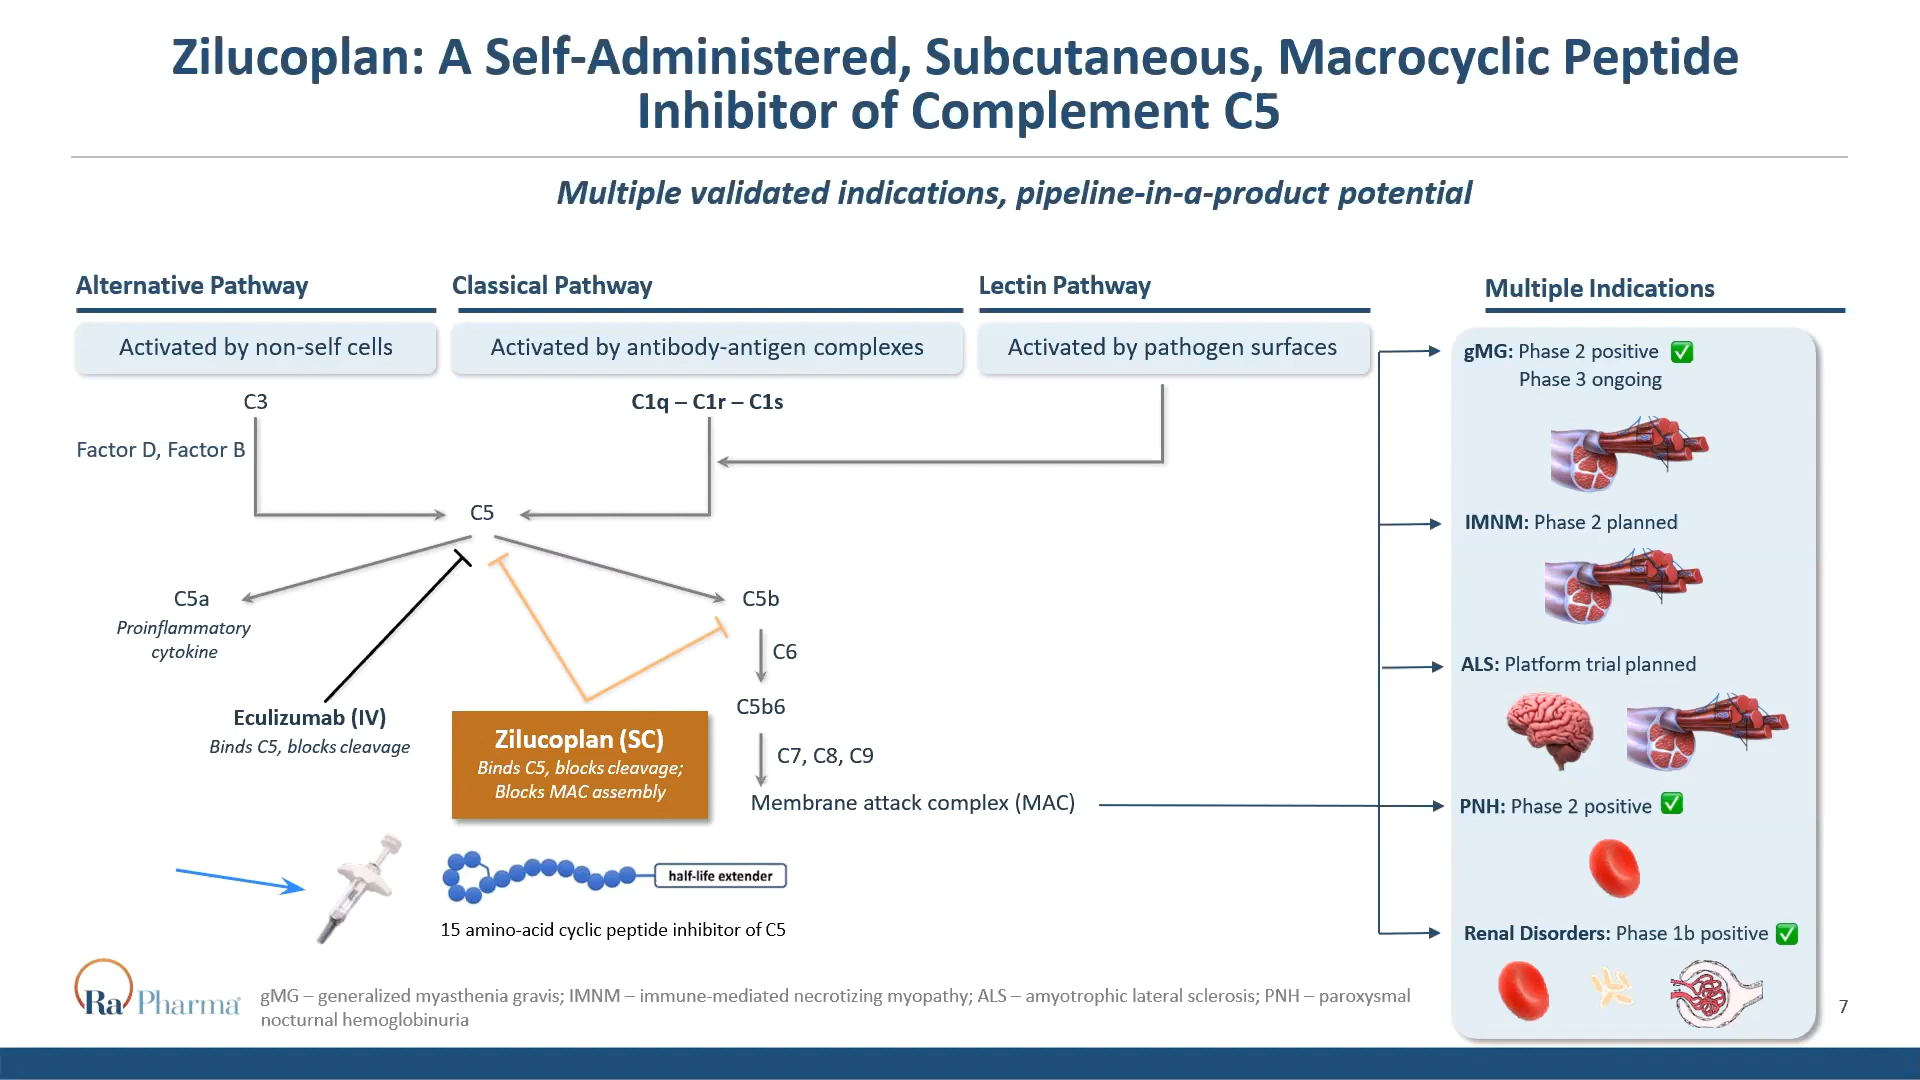 Zilucoplan: A Self-Administered, Subcutaneous, Macrocyclic Peptide
Inhibitor of Complement C5
Multiple validated indications, pipeline-in-a-product potential
Alternative Pathway
Classical Pathway
Lectin Pathway
Multiple Indications
Activated by non-self cells
Activated by antibody-antigen complexes
Activated by pathogen surfaces
C3
C1q – C1r – C1s
Factor D, Factor B
C5
C5a
Proinflammatory
cytokine
C5b
C6
C5b6
C7, C8, C9
Membrane attack complex (MAC)
Eculizumab (IV)
Binds C5, blocks cleavage
Zilucoplan (SC)
Binds C5, blocks cleavage;
Blocks MAC assembly
half-life extender
15 amino-acid cyclic peptide inhibitor of C5
gMG: Phase 2 positive ✅
Phase 3 ongoing
IMNM: Phase 2 planned
ALS: Platform trial planned
PNH: Phase 2 positive ✅
Renal Disorders: Phase 1b positive ✅
Ra Pharma
gMG – generalized myasthenia gravis; IMNM – immune-mediated necrotizing myopathy; ALS – amyotrophic lateral sclerosis; PNH – paroxysmal
nocturnal hemoglobinuria
7